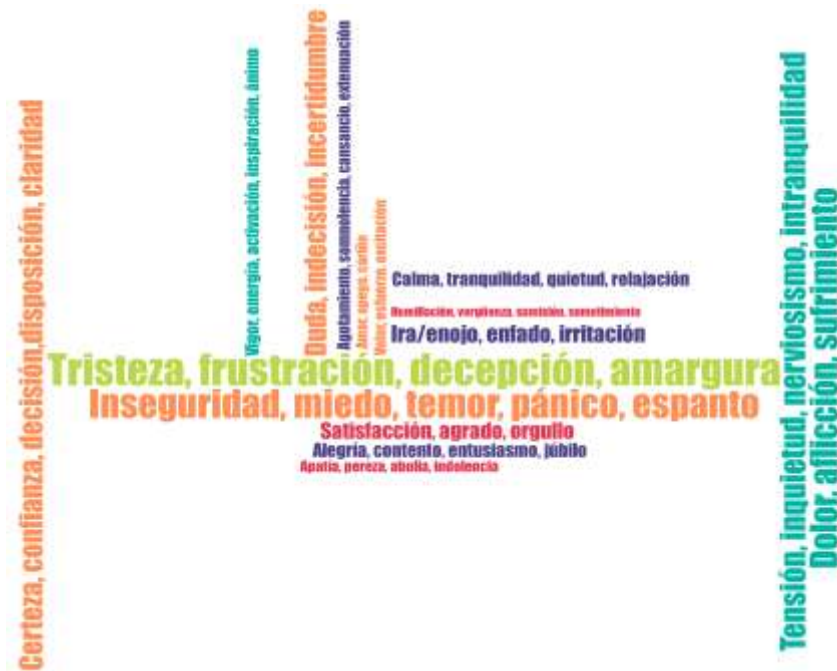 Certeza, confianza, decisión,disposición, claridad
Vigor, energía, activación, inspiración, ánimo
Duda, indecisión, incertidumbre
Agotamiento, somnolencia, cansancio, extenuación
Amor, apego, cariño
Valor, esfuerzo, excitación
Calma, tranquilidad, quietud, relajación
Humillación, vergüenza, sumisión, sometimiento
Ira/enojo, enfado, irritación
Tristeza, frustración, decepción, amargura
Inseguridad, miedo, temor, pánico, espanto
Satisfacción, agrado, orgullo
Alegría, contento, entusiasmo, júbilo
Apatía, pereza, abulia, indolencia
Tensión, inquietud, nerviosismo, intranquilidad
Dolor, aflicción, sufrimiento